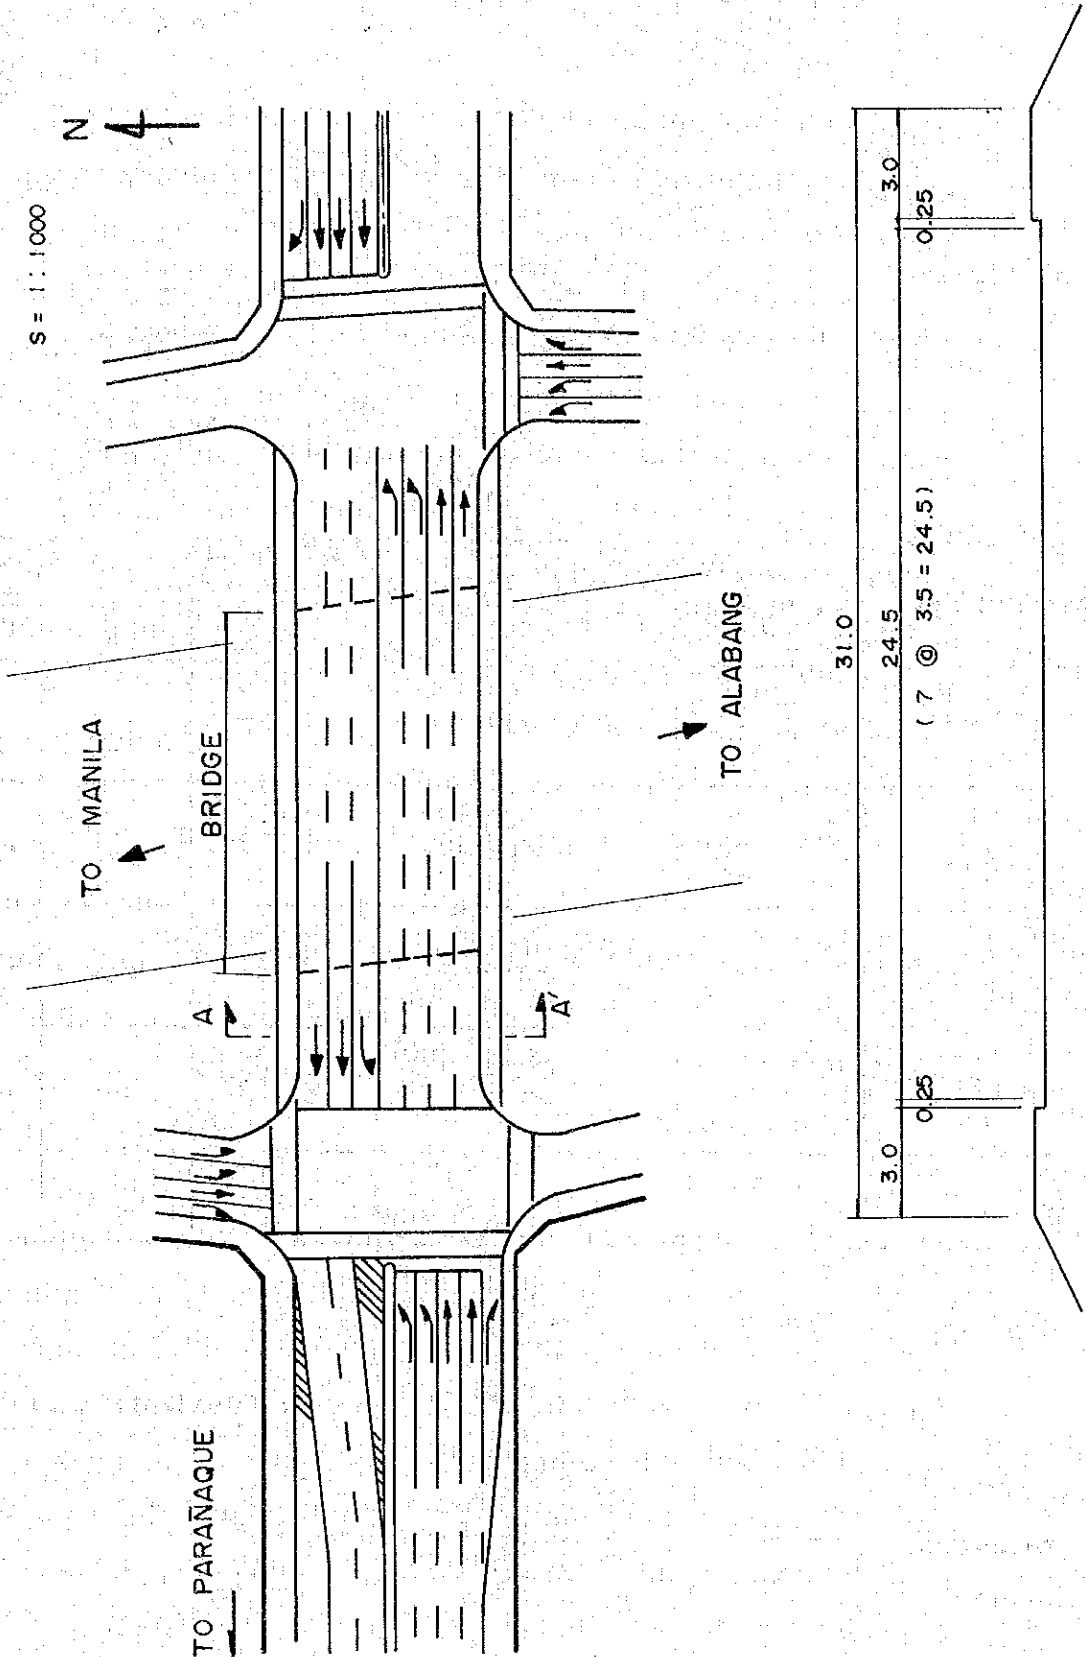 S = 1 : 1000
N
TO MANILA
BRIDGE
A
A'
TO PARAÑAQUE
TO ALABANG
31.0
3.0
24.5
3.0
0.25
( 7 @ 3.5 = 24.5 )
0.25